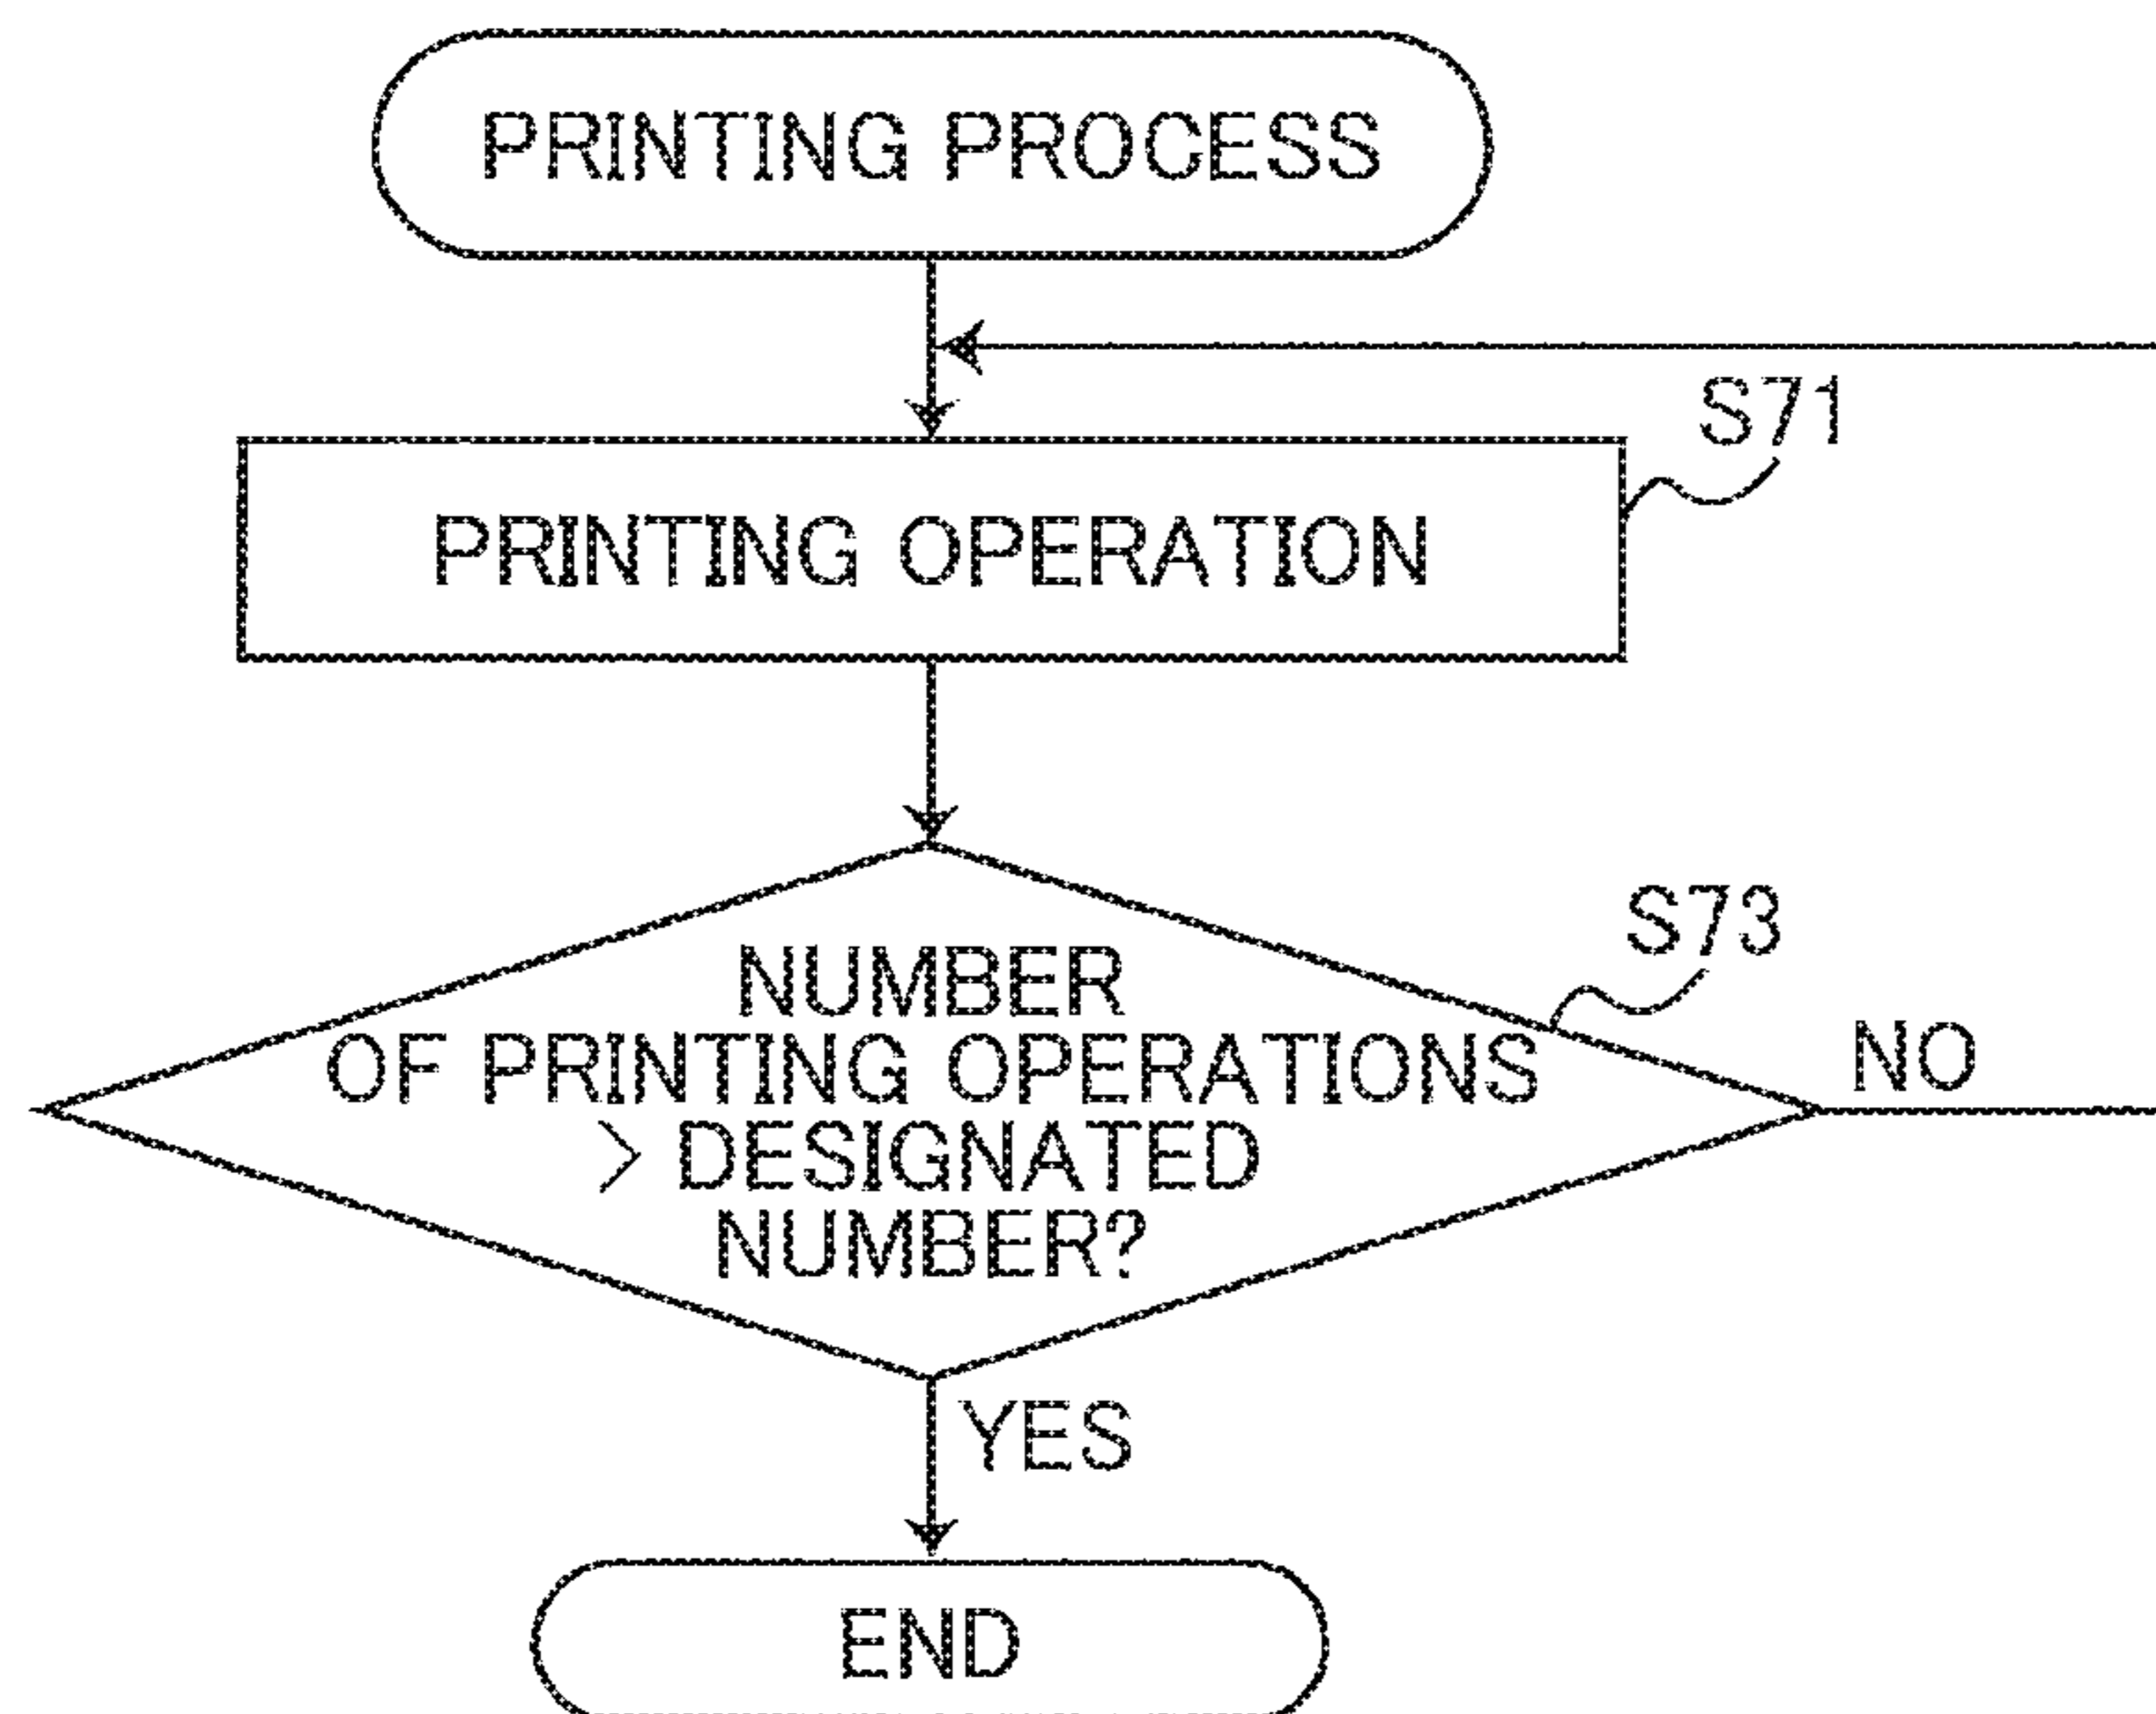 PRINTING PROCESS
S71
PRINTING OPERATION
S73
NUMBER
OF PRINTING OPERATIONS
> DESIGNATED
NUMBER?
NO
YES
END